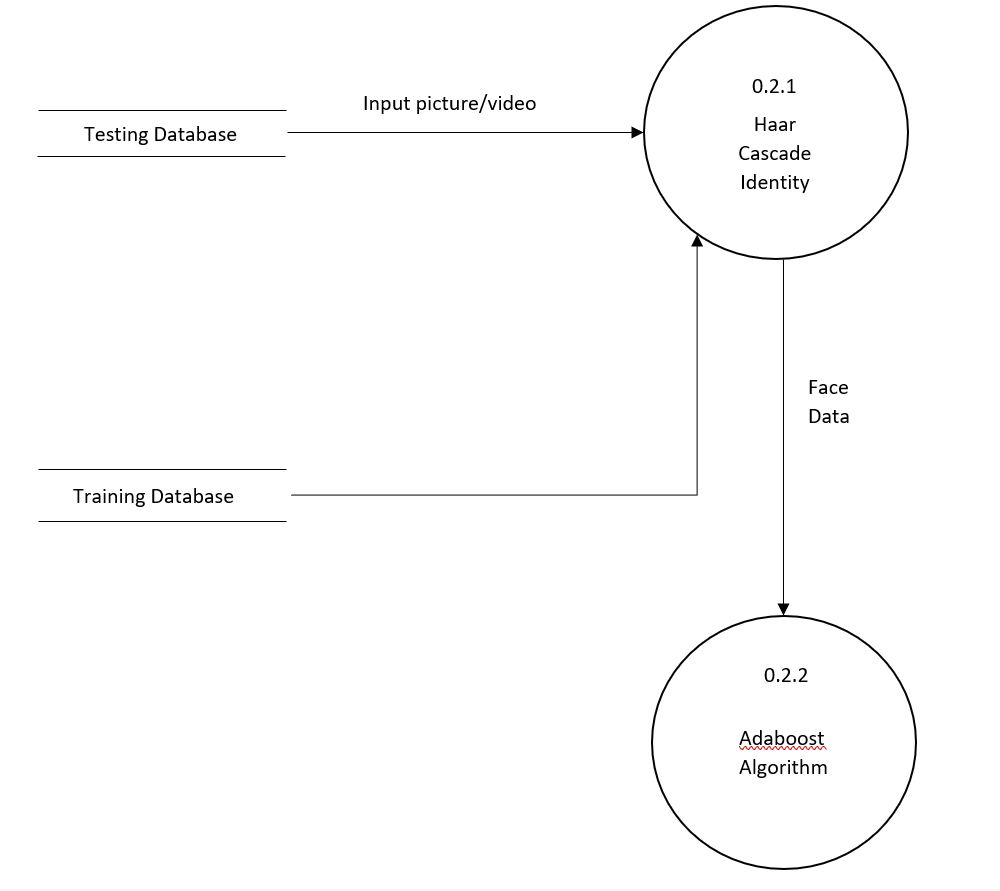 Input picture/video
Testing Database
0.2.1
Haar
Cascade
Identity
Face
Data
Training Database
0.2.2
Adaboost
Algorithm